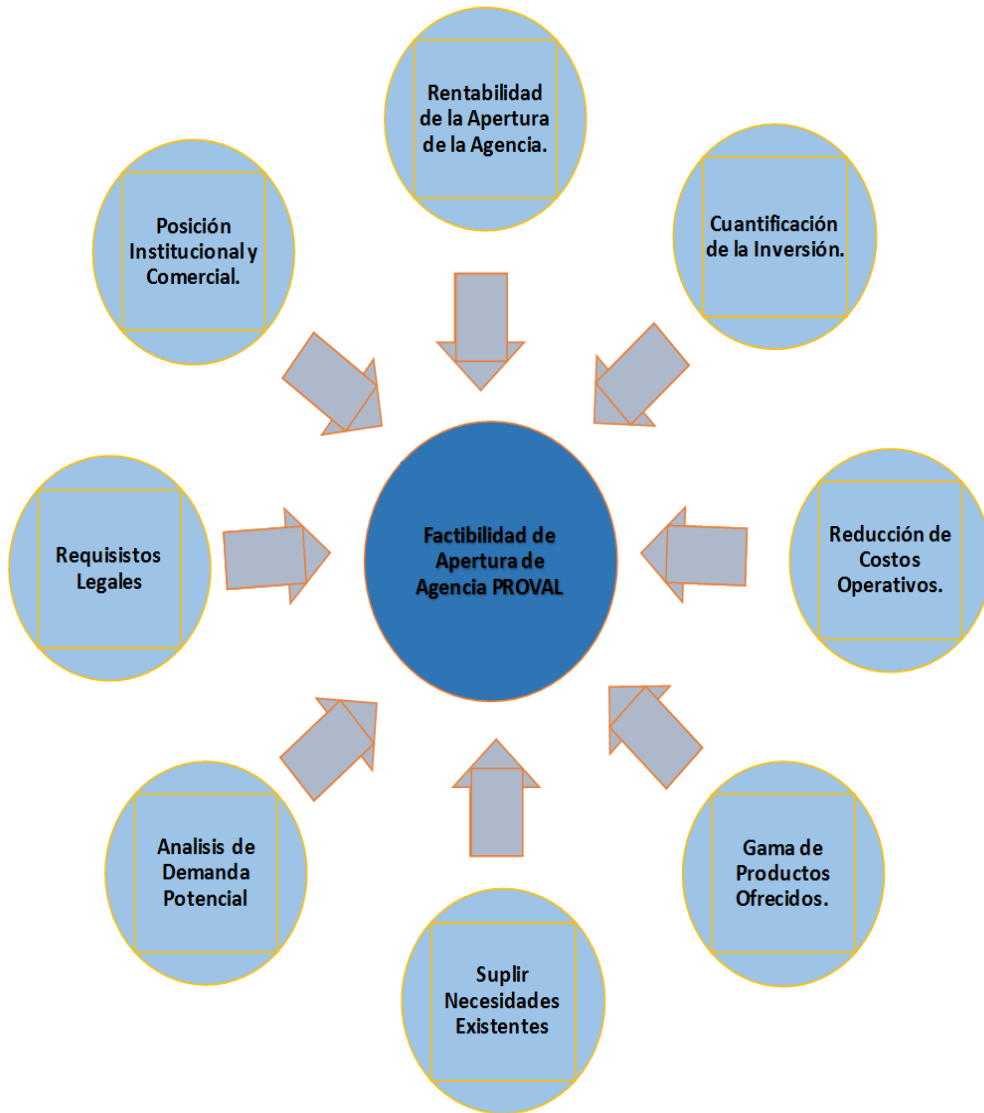 Rentabilidad
de la Apertura
de la Agencia.
Cuantificación
de la Inversión.
Posición
Institucional y
Comercial.
Reducción de
Costos
Operativos.
Factibilidad de
Apertura de
Agencia PROVAL
Requisistos
Legales
Gama de
Productos
Ofrecidos.
Analisis de
Demanda
Potencial
Suplir
Necesidades
Existentes